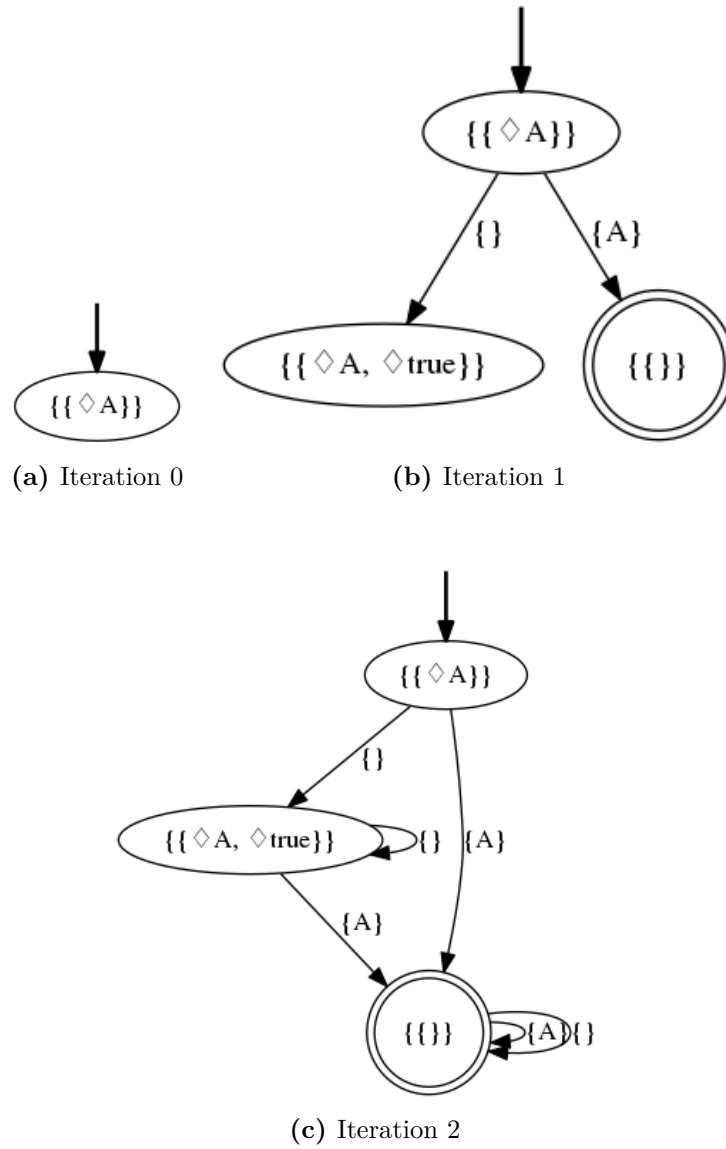 {{◇A}}
{}
{A}
{{◇A, ◇true}}
{{}}
{{◇A}}
(a) Iteration 0
(b) Iteration 1
{{◇A}}
{}
{{◇A, ◇true}}
{}
{A}
{A}
{{}}
{A}
{}
(c) Iteration 2